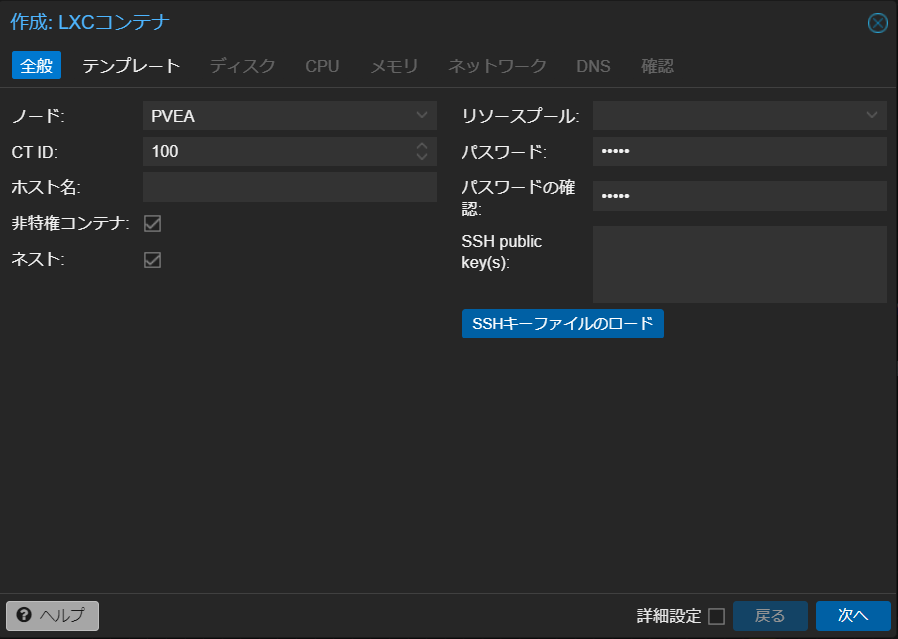 作成: LXCコンテナ
全般 テンプレート ディスク CPU メモリ ネットワーク DNS 確認
ノード: PVEA
CT ID: 100
ホスト名:
非特権コンテナ:
ネスト:
リソースプール:
パスワード: •••••
パスワードの確
認: •••••
SSH public
key(s):
SSHキーファイルのロード
ヘルプ 詳細設定 戻る 次へ